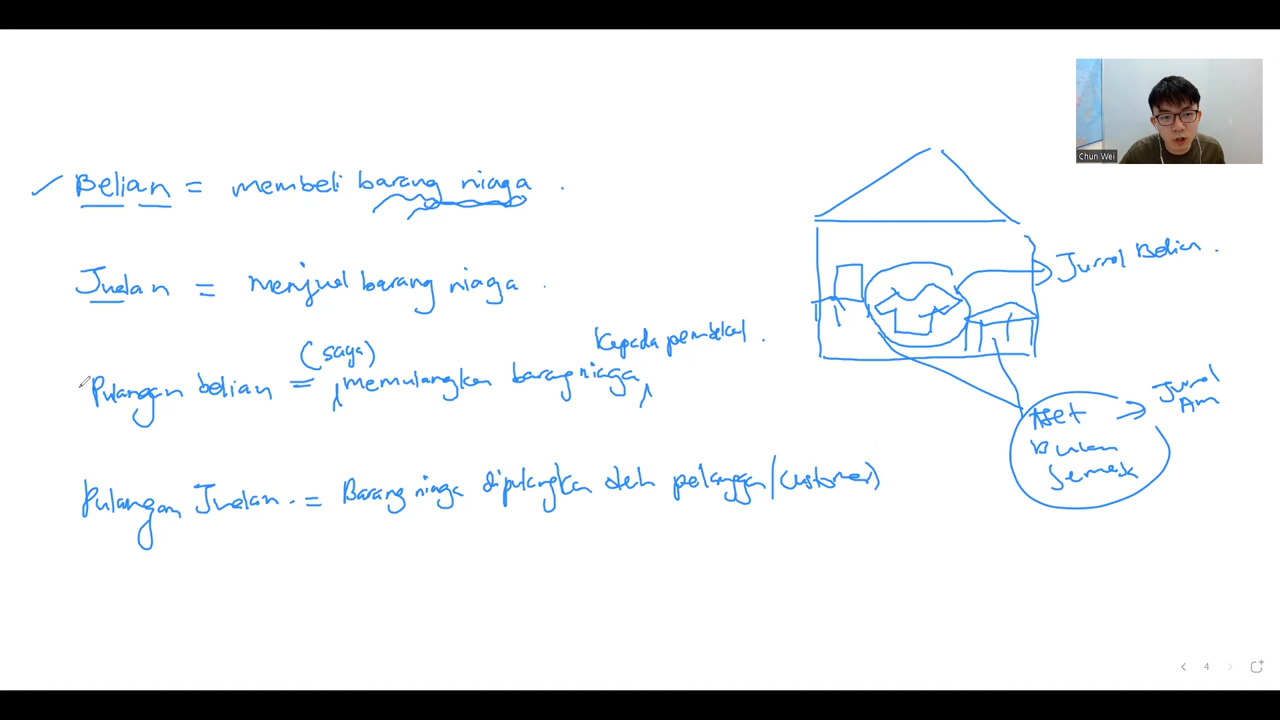 Chun Wei
Belian = membeli barang niaga .
Jualan = menjual barang niaga .
Jurnal Belian .
(saya)
kepada pembekal .
Pulangan belian = memulangkan barang niaga
Aset → Jurnal Am
Bukan
Semasa
Pulangan Jualan . = Barang niaga dipulangkan oleh pelanggan/customer)
4